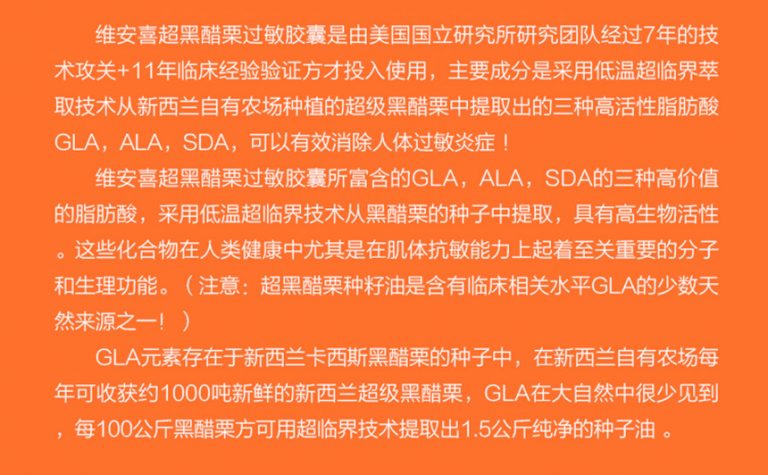 维安喜超黑醋栗过敏胶囊是由美国国立研究所研究团队经过7年的技
术攻关+11年临床经验验证方才投入使用，主要成分是采用低温超临界萃
取技术从新西兰自有农场种植的超级黑醋栗中提取出的三种高活性脂肪酸
GLA，ALA，SDA，可以有效消除人体过敏炎症！
维安喜超黑醋栗过敏胶囊所富含的GLA，ALA，SDA的三种高价值
的脂肪酸，采用低温超临界技术从黑醋栗的种子中提取，具有高生物活性
。这些化合物在人类健康中尤其是在肌体抗敏能力上起着至关重要的分子
和生理功能。（注意：超黑醋栗种籽油是含有临床相关水平GLA的少数天
然来源之一！）
GLA元素存在于新西兰卡西斯黑醋栗的种子中，在新西兰自有农场每
年可收获约1000吨新鲜的新西兰超级黑醋栗，GLA在大自然中很少见到
，每100公斤黑醋栗方可用超临界技术提取出1.5公斤纯净的种子油 。